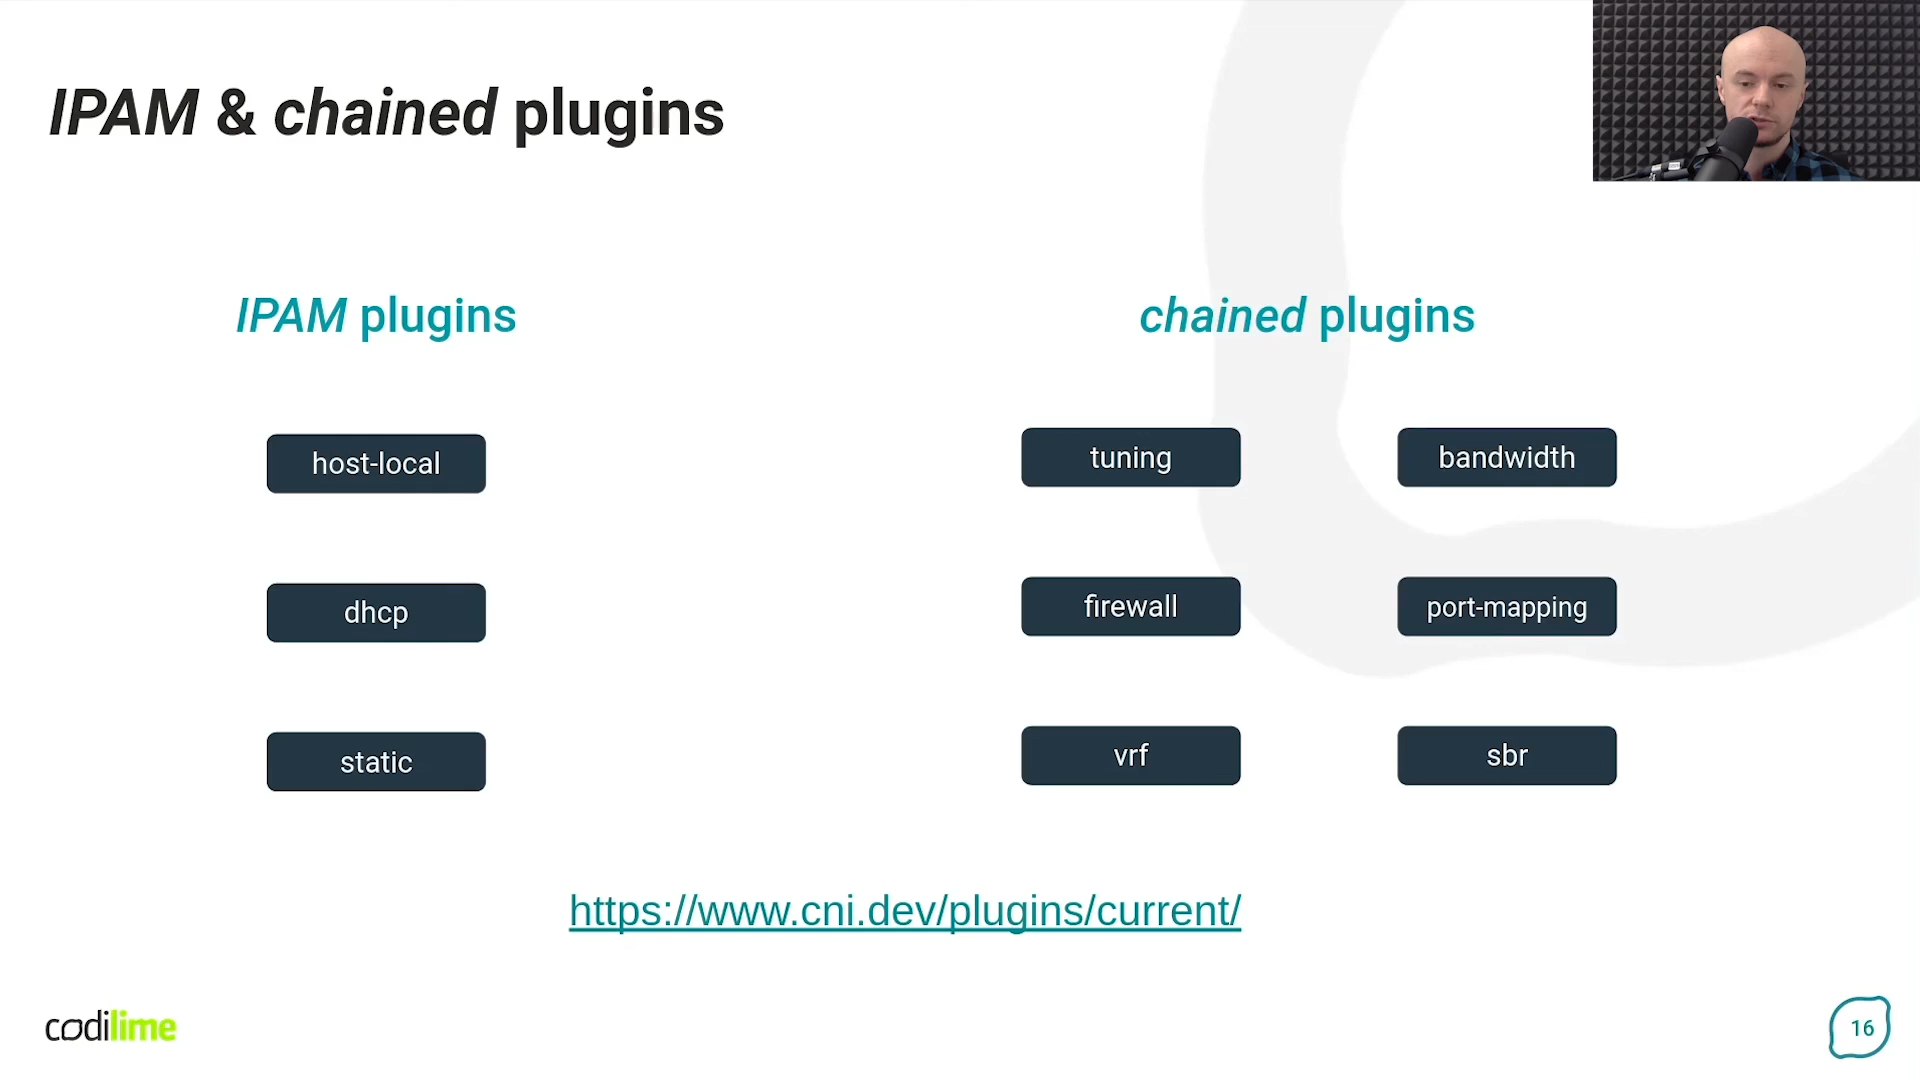 IPAM & chained plugins
IPAM plugins
chained plugins
host-local
dhcp
static
tuning
bandwidth
firewall
port-mapping
vrf
sbr
https://www.cni.dev/plugins/current/
codilime
16